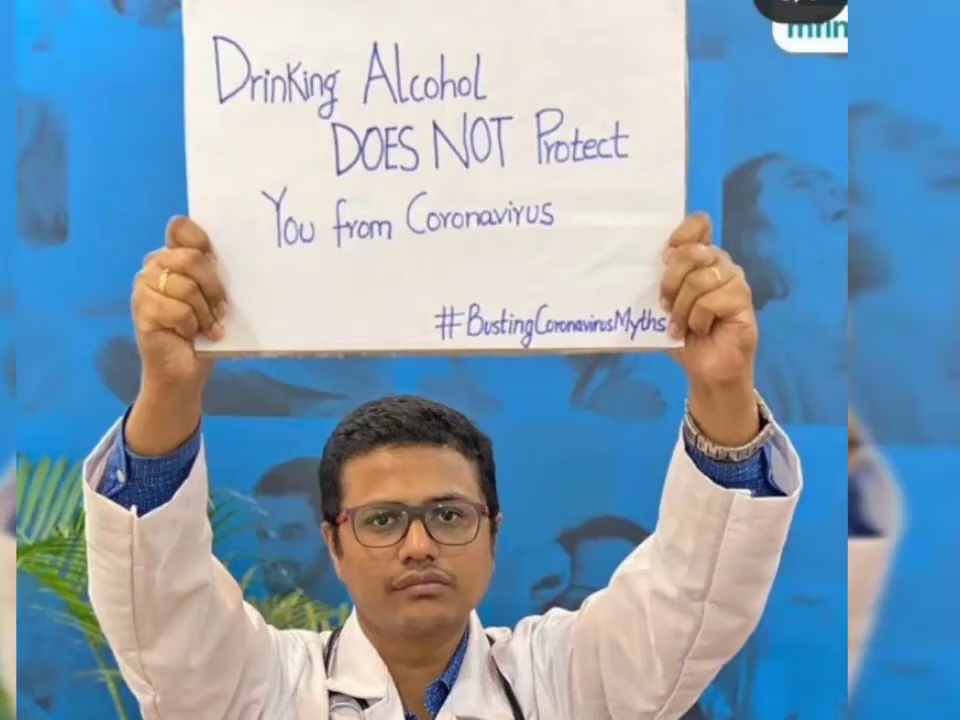 Drinking Alcohol
DOES NOT Protect
You from Coronavirus
#BustingCoronavirusMyths